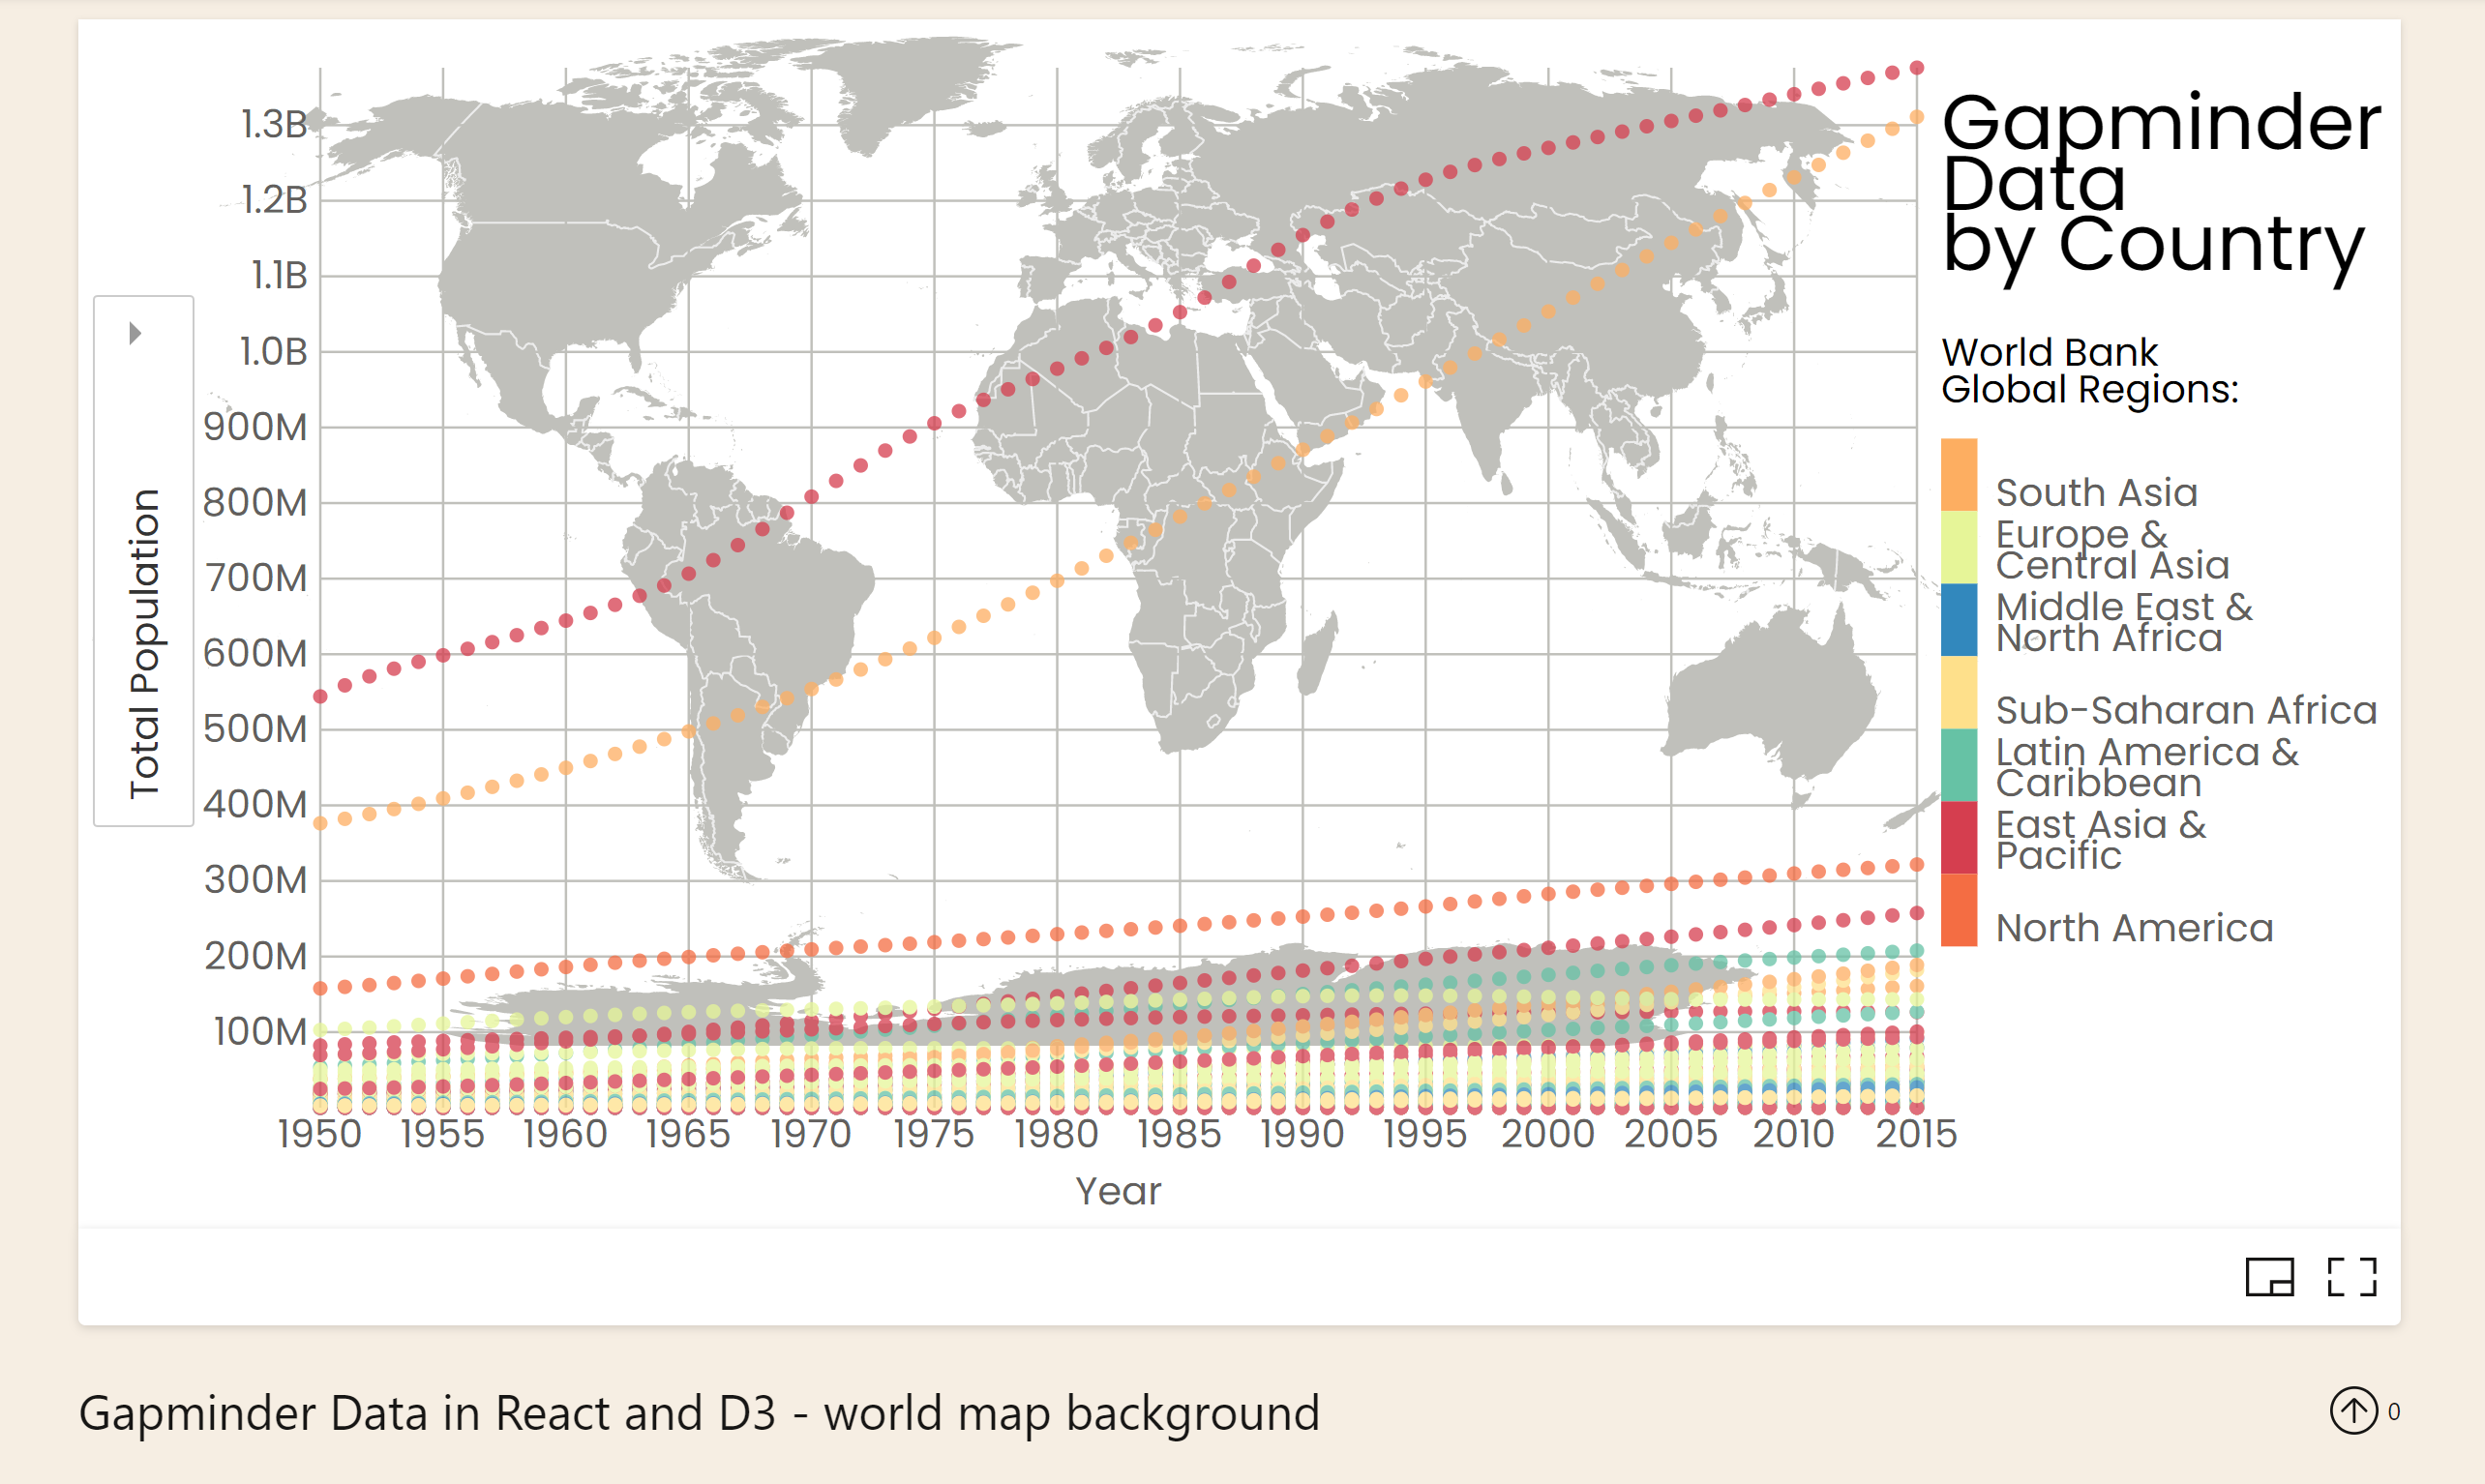 Gapminder
Data
by Country
World Bank
Global Regions:
South Asia
Europe &
Central Asia
Middle East &
North Africa
Sub-Saharan Africa
Latin America &
Caribbean
East Asia &
Pacific
North America
Total Population
1.3B
1.2B
1.1B
1.0B
900M
800M
700M
600M
500M
400M
300M
200M
100M
1950 1955 1960 1965 1970 1975 1980 1985 1990 1995 2000 2005 2010 2015
Year
Gapminder Data in React and D3 - world map background
0